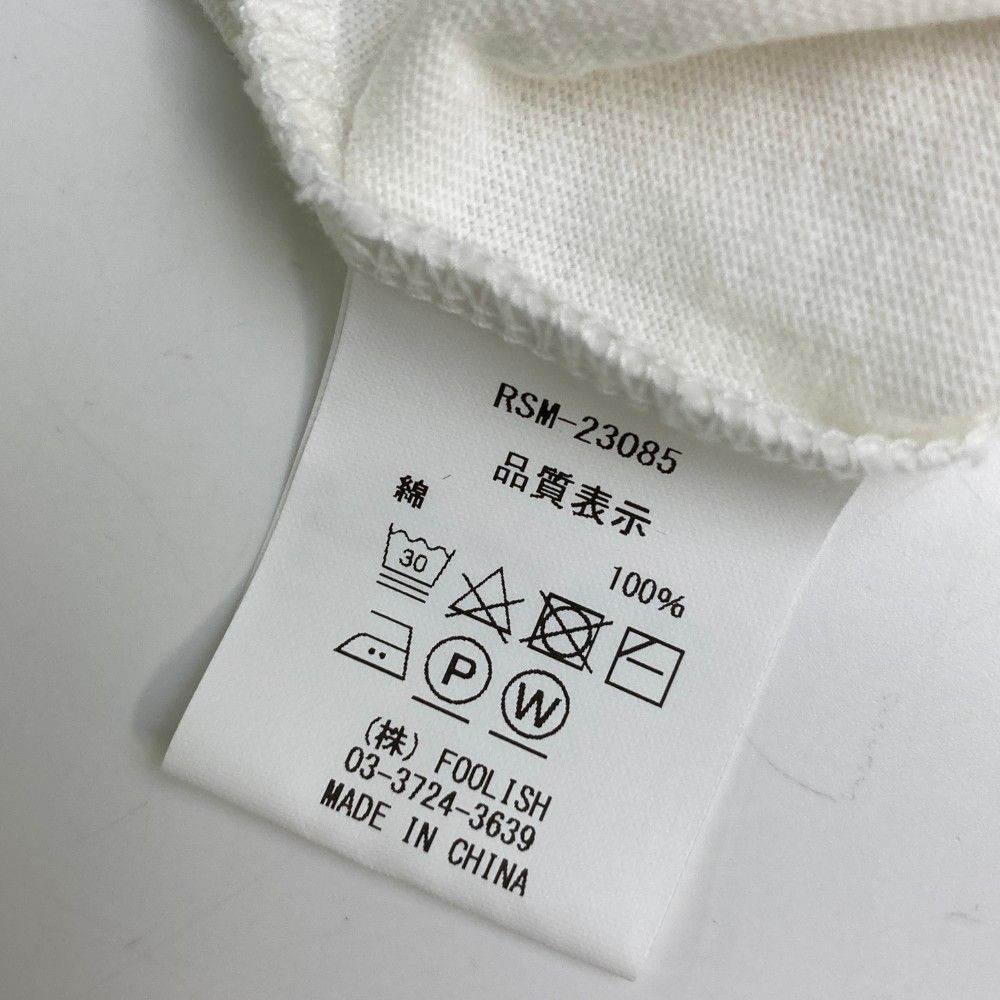 RSM-23085
品質表示
綿
100%
30
P
W
(株) FOOLISH
03-3724-3639
MADE IN CHINA